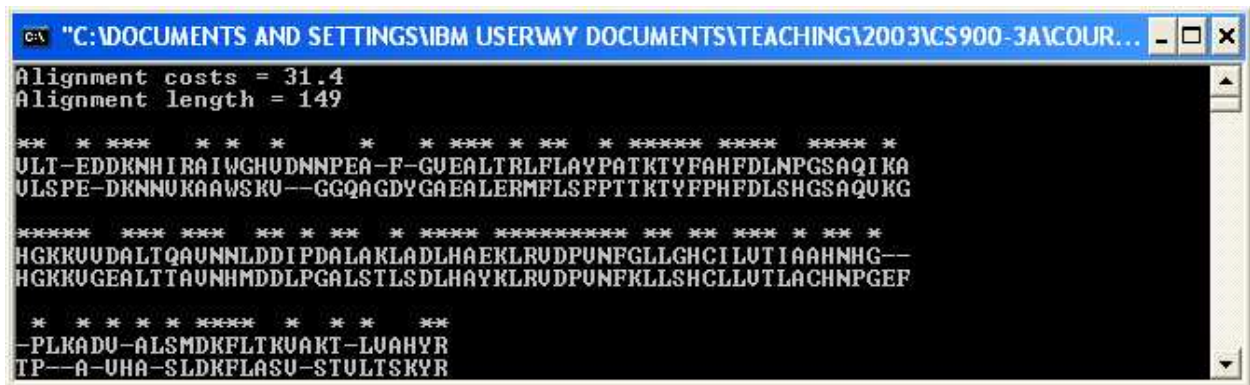 "C:\DOCUMENTS AND SETTINGS\IBM USER\MY DOCUMENTS\TEACHING\2003\CS900-3A\COUR...
Alignment costs = 31.4
Alignment length = 149
**  * ***   * *  *     *   * *** * **  * ***** ****  **** *
VLT-EDDKNHIRAIWGHVDNNPEA-F-GVEALTRLFLAYPATKTYFAHFDLNPGSAQIKA
VLSPE-DKNNVKAAWSKV--GGQAGDYGAEALERMFLSFPTTKTYFPHFDLSHGSAQVKG
*****  *** ***  ** * **  * **** ********* ** ** *** * ** *
HGKKVVDALTQAVNNLDDIPDALAKLADLHAEKLRVDPVNFGLLGHCILVTIAAHNHG--
HGKKVGEALTTAVNHMDDLPGALSTLSDLHAYKLRVDPVNFKLLSHCLLVTLACHNPGEF
 *  * * * * ****  *  * *   **
-PLKADV-ALSMDKFLTKVAKT-LVAHYR
TP--A-VHA-SLDKFLASV-STVLTSKYR